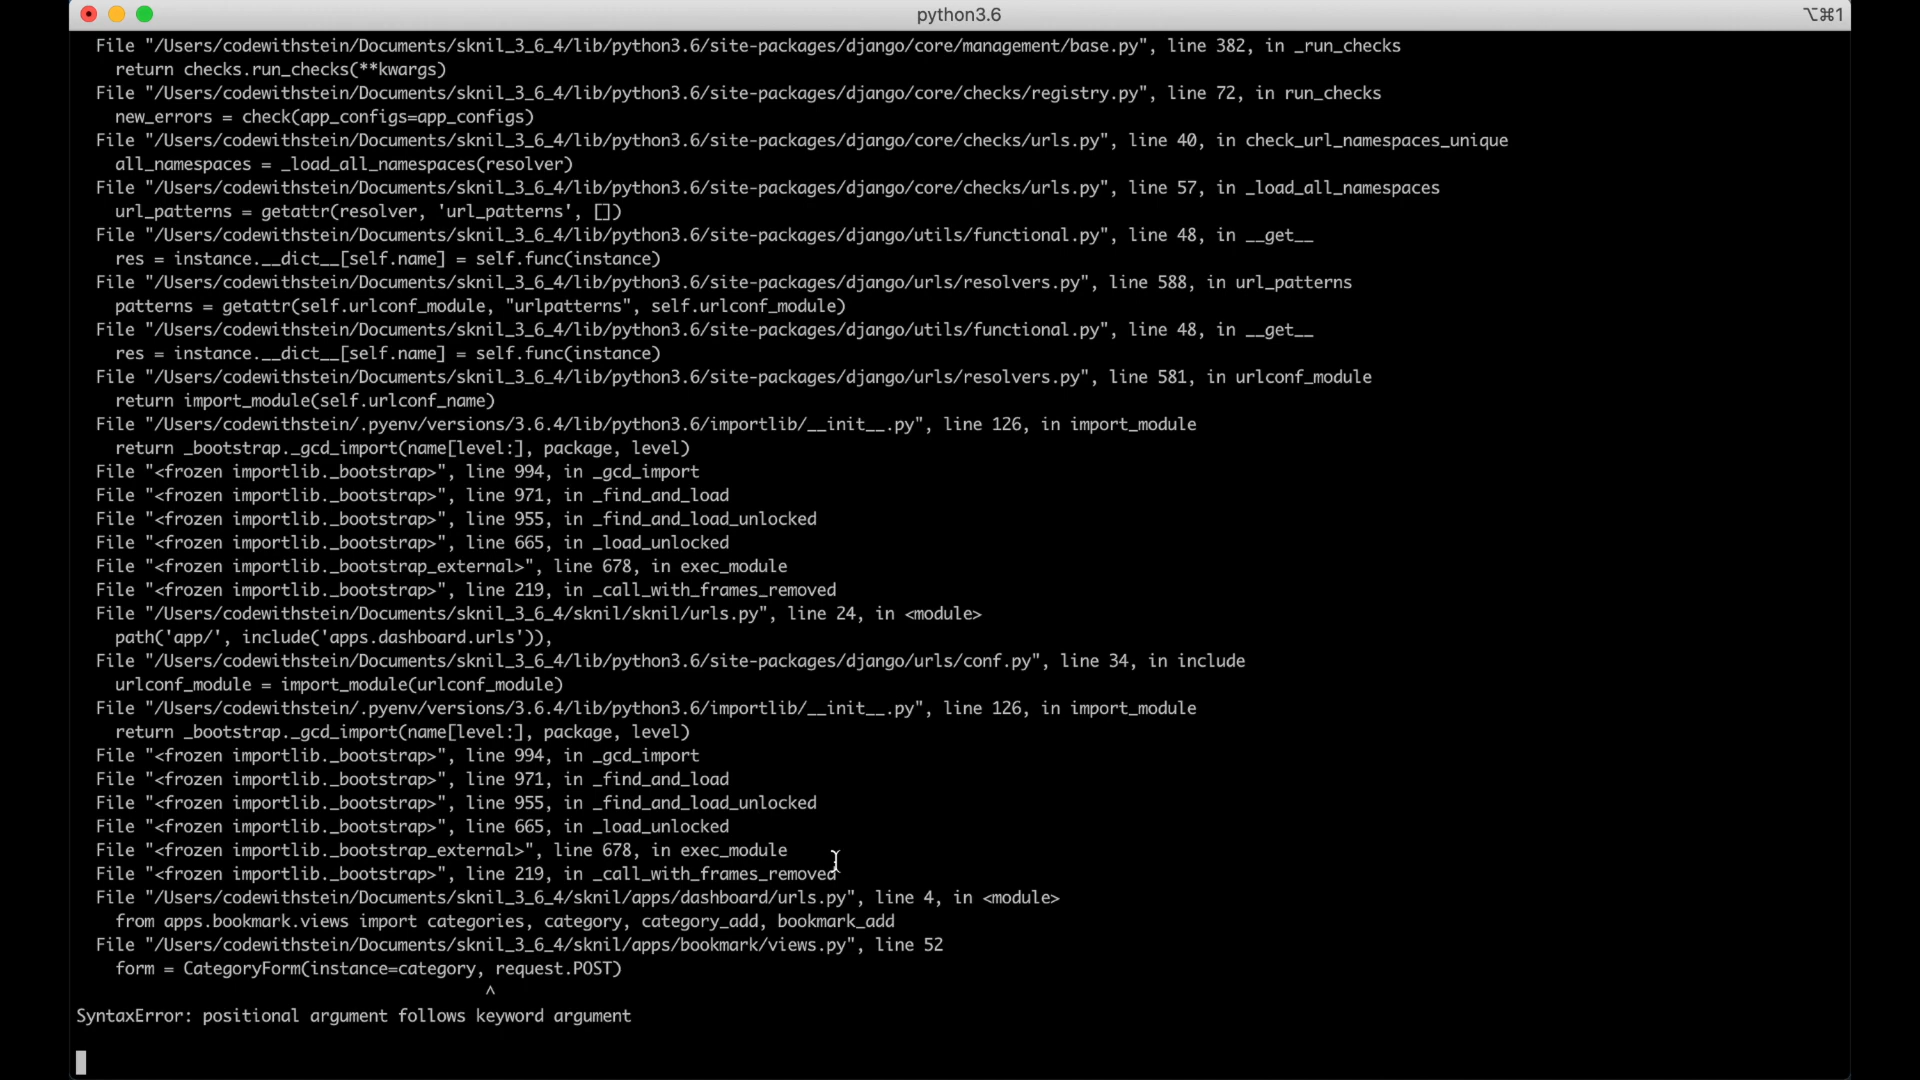 python3.6
⌥⌘1
File "/Users/codewithstein/Documents/sknil_3_6_4/lib/python3.6/site-packages/django/core/management/base.py", line 382, in _run_checks
return checks.run_checks(**kwargs)
File "/Users/codewithstein/Documents/sknil_3_6_4/lib/python3.6/site-packages/django/core/checks/registry.py", line 72, in run_checks
new_errors = check(app_configs=app_configs)
File "/Users/codewithstein/Documents/sknil_3_6_4/lib/python3.6/site-packages/django/core/checks/urls.py", line 40, in check_url_namespaces_unique
all_namespaces = _load_all_namespaces(resolver)
File "/Users/codewithstein/Documents/sknil_3_6_4/lib/python3.6/site-packages/django/core/checks/urls.py", line 57, in _load_all_namespaces
url_patterns = getattr(resolver, 'url_patterns', [])
File "/Users/codewithstein/Documents/sknil_3_6_4/lib/python3.6/site-packages/django/utils/functional.py", line 48, in __get__
res = instance.__dict__[self.name] = self.func(instance)
File "/Users/codewithstein/Documents/sknil_3_6_4/lib/python3.6/site-packages/django/urls/resolvers.py", line 588, in url_patterns
patterns = getattr(self.urlconf_module, "urlpatterns", self.urlconf_module)
File "/Users/codewithstein/Documents/sknil_3_6_4/lib/python3.6/site-packages/django/utils/functional.py", line 48, in __get__
res = instance.__dict__[self.name] = self.func(instance)
File "/Users/codewithstein/Documents/sknil_3_6_4/lib/python3.6/site-packages/django/urls/resolvers.py", line 581, in urlconf_module
return import_module(self.urlconf_name)
File "/Users/codewithstein/.pyenv/versions/3.6.4/lib/python3.6/importlib/__init__.py", line 126, in import_module
return _bootstrap._gcd_import(name[level:], package, level)
File "<frozen importlib._bootstrap>", line 994, in _gcd_import
File "<frozen importlib._bootstrap>", line 971, in _find_and_load
File "<frozen importlib._bootstrap>", line 955, in _find_and_load_unlocked
File "<frozen importlib._bootstrap>", line 665, in _load_unlocked
File "<frozen importlib._bootstrap_external>", line 678, in exec_module
File "<frozen importlib._bootstrap>", line 219, in _call_with_frames_removed
File "/Users/codewithstein/Documents/sknil_3_6_4/sknil/sknil/urls.py", line 24, in <module>
path('app/', include('apps.dashboard.urls')),
File "/Users/codewithstein/Documents/sknil_3_6_4/lib/python3.6/site-packages/django/urls/conf.py", line 34, in include
urlconf_module = import_module(urlconf_module)
File "/Users/codewithstein/.pyenv/versions/3.6.4/lib/python3.6/importlib/__init__.py", line 126, in import_module
return _bootstrap._gcd_import(name[level:], package, level)
File "<frozen importlib._bootstrap>", line 994, in _gcd_import
File "<frozen importlib._bootstrap>", line 971, in _find_and_load
File "<frozen importlib._bootstrap>", line 955, in _find_and_load_unlocked
File "<frozen importlib._bootstrap>", line 665, in _load_unlocked
File "<frozen importlib._bootstrap_external>", line 678, in exec_module
File "<frozen importlib._bootstrap>", line 219, in _call_with_frames_removed
File "/Users/codewithstein/Documents/sknil_3_6_4/sknil/apps/dashboard/urls.py", line 4, in <module>
from apps.bookmark.views import categories, category, category_add, bookmark_add
File "/Users/codewithstein/Documents/sknil_3_6_4/sknil/apps/bookmark/views.py", line 52
form = CategoryForm(instance=category, request.POST)
^
SyntaxError: positional argument follows keyword argument